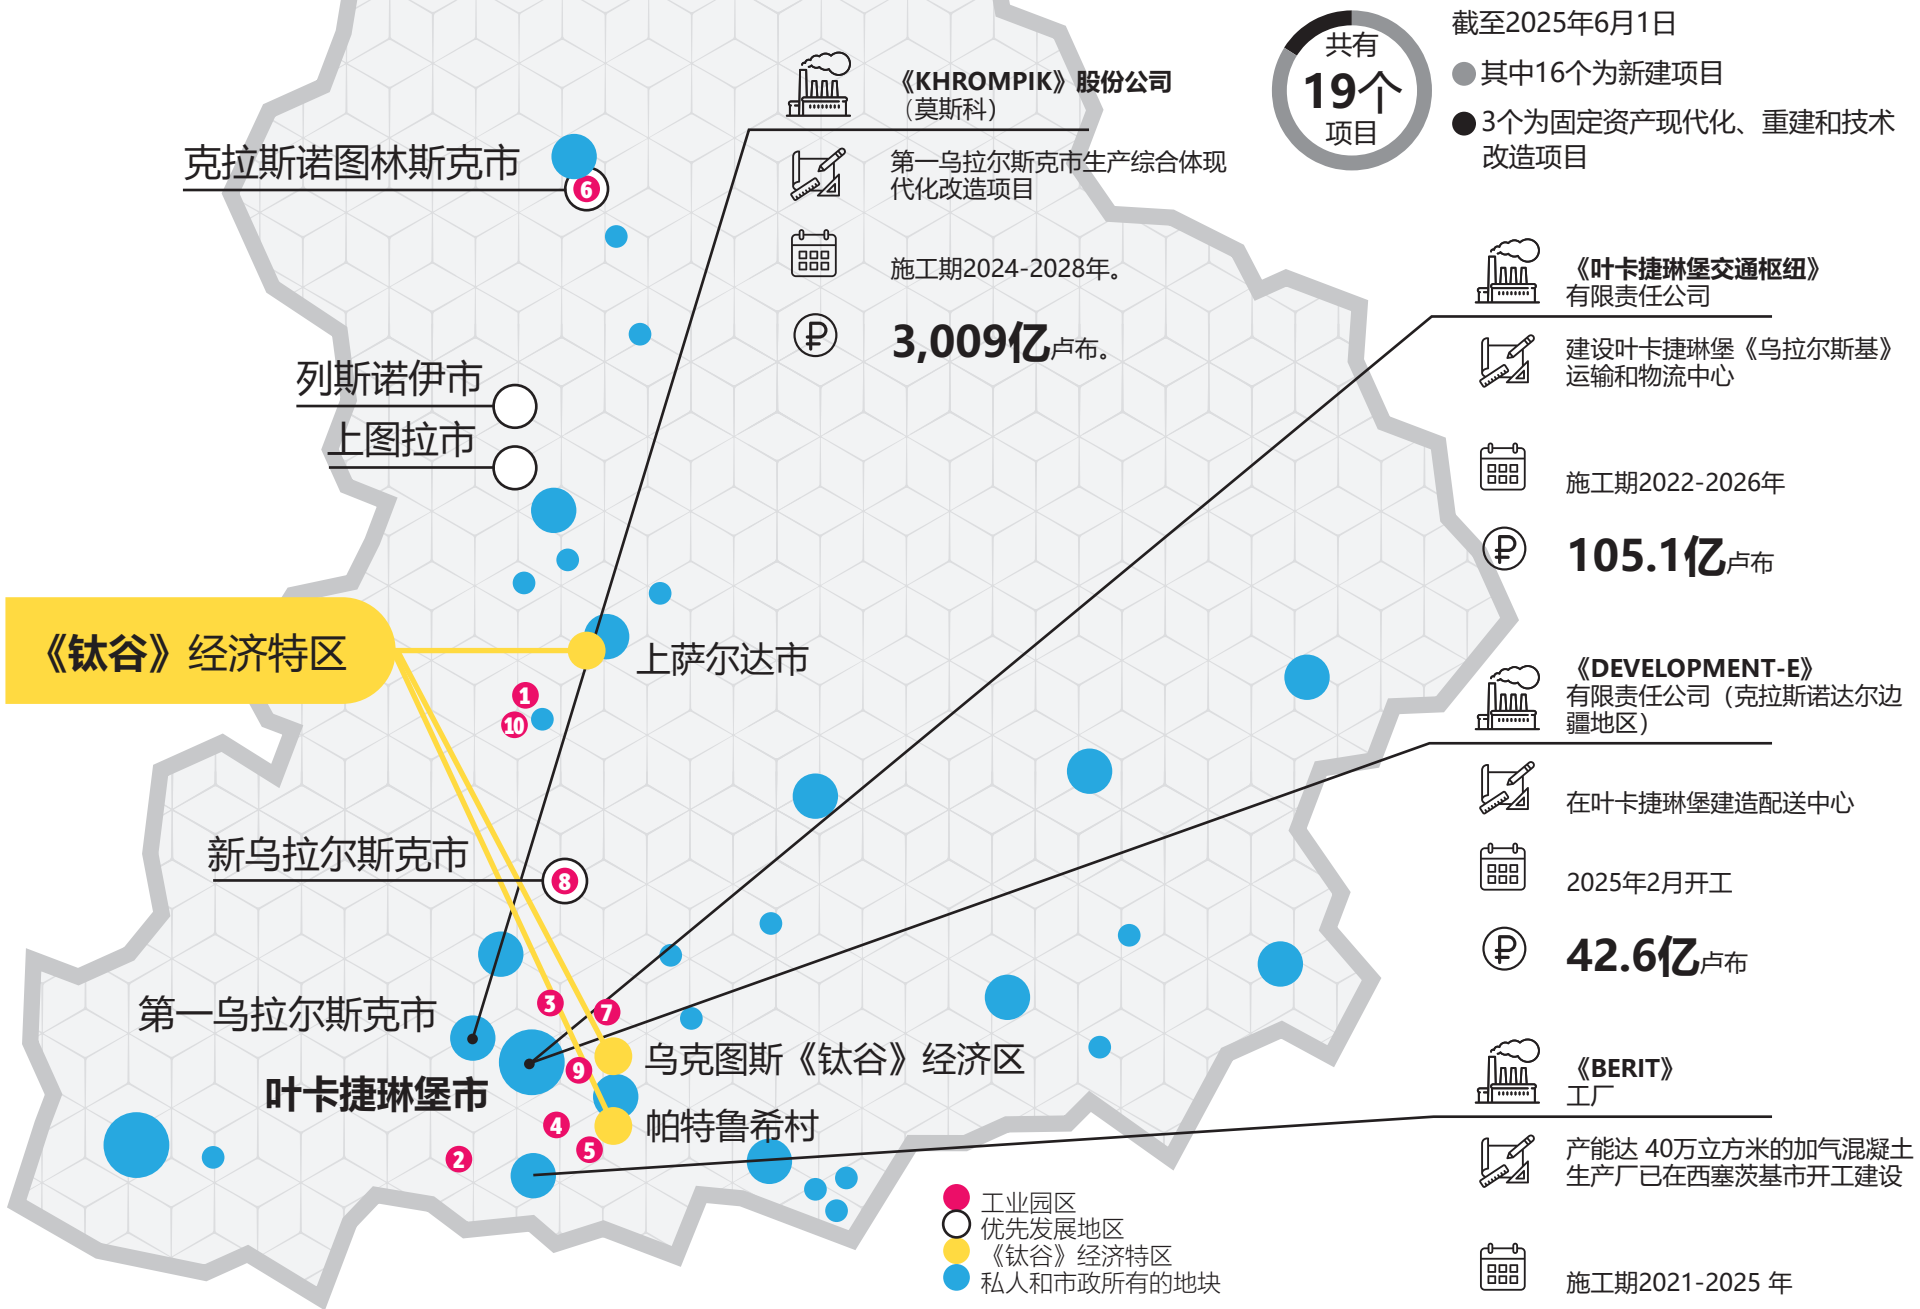 截至2025年6月1日
共有
19个
项目
其中16个为新建项目
3个为固定资产现代化、重建和技术
改造项目
《KHROMPIK》股份公司
（莫斯科）
第一乌拉尔斯克市生产综合体现
代化改造项目
施工期2024-2028年。
3,009亿卢布。
《叶卡捷琳堡交通枢纽》
有限责任公司
建设叶卡捷琳堡《乌拉尔斯基》
运输和物流中心
施工期2022-2026年
105.1亿卢布
《DEVELOPMENT-E》
有限责任公司（克拉斯诺达尔边
疆地区）
在叶卡捷琳堡建造配送中心
2025年2月开工
42.6亿卢布
《BERIT》
工厂
产能达 40万立方米的加气混凝土
生产厂已在西塞茨基市开工建设
施工期2021-2025 年
克拉斯诺图林斯克市
6
列斯诺伊市
上图拉市
《钛谷》经济特区
上萨尔达市
1
10
新乌拉尔斯克市
8
第一乌拉尔斯克市
3
7
乌克图斯《钛谷》经济区
9
叶卡捷琳堡市
帕特鲁希村
4
5
2
工业园区
优先发展地区
《钛谷》经济特区
私人和市政所有的地块